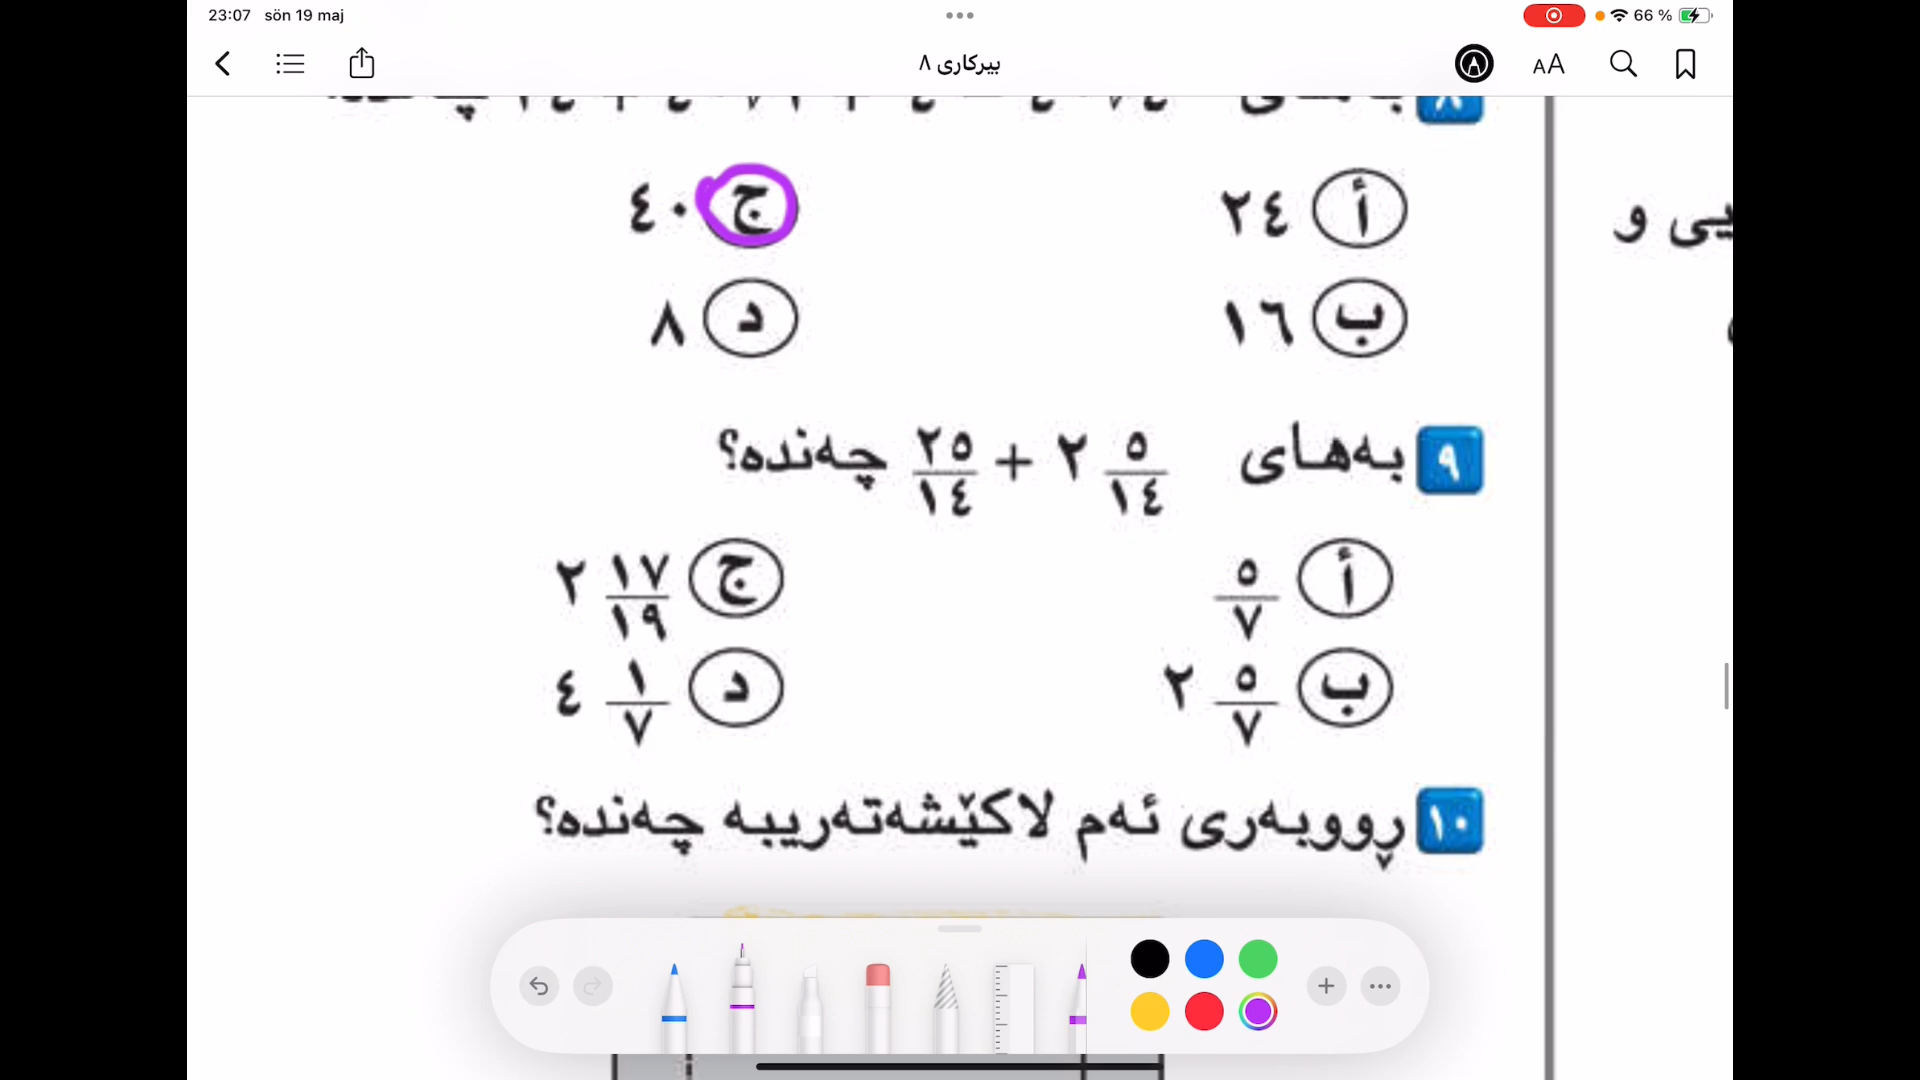 23:07 sön 19 maj
66 %
بیرکاری ٨
AA
أ ٢٤
ج ٤٠
ب ١٦
د ٨
یی و
٩ بەهای ٢ ٥/١٤ + ٢٥/١٤ چەندە؟
أ ٥/٧
ج ٢ ١٧/١٩
ب ٢ ٥/٧
د ٤ ١/٧
١٠ ڕووبەری ئەم لاکێشەتەریبە چەندە؟